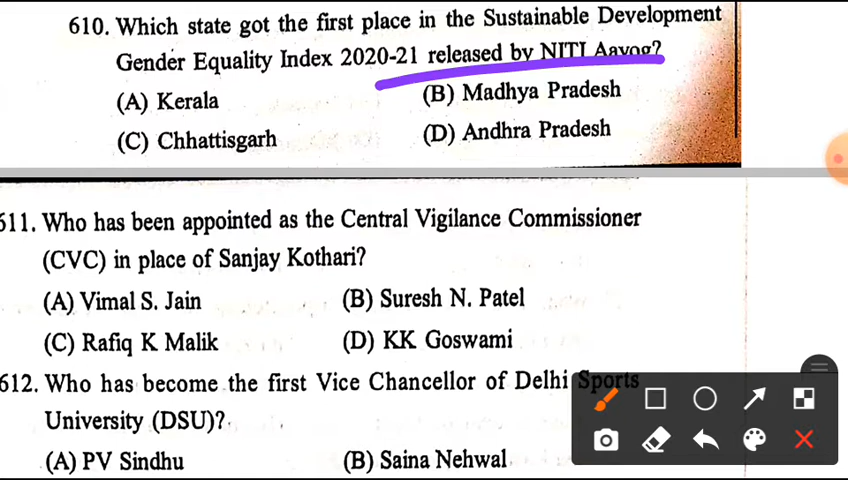 610. Which state got the first place in the Sustainable Development
Gender Equality Index 2020-21 released by NITI Aayog?
(A) Kerala (B) Madhya Pradesh
(C) Chhattisgarh (D) Andhra Pradesh
611. Who has been appointed as the Central Vigilance Commissioner
(CVC) in place of Sanjay Kothari?
(A) Vimal S. Jain (B) Suresh N. Patel
(C) Rafiq K Malik (D) KK Goswami
612. Who has become the first Vice Chancellor of Delhi Sports
University (DSU)?
(A) PV Sindhu (B) Saina Nehwal